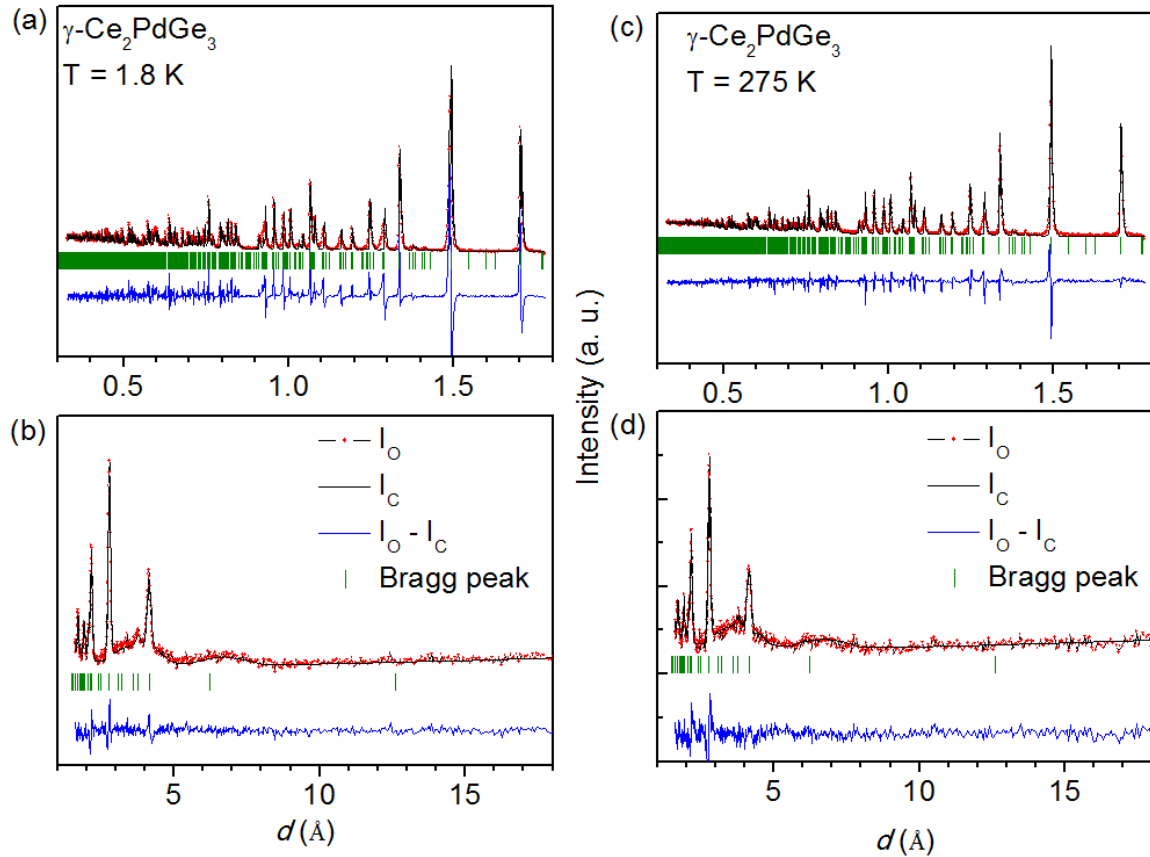 (a)
γ-Ce₂PdGe₃
T = 1.8 K
0.5 1.0 1.5
(c)
γ-Ce₂PdGe₃
T = 275 K
0.5 1.0 1.5
Intensity (a. u.)
(b)
I_O
I_C
I_O - I_C
Bragg peak
5 10 15
d (Å)
(d)
I_O
I_C
I_O - I_C
Bragg peak
5 10 15
d (Å)